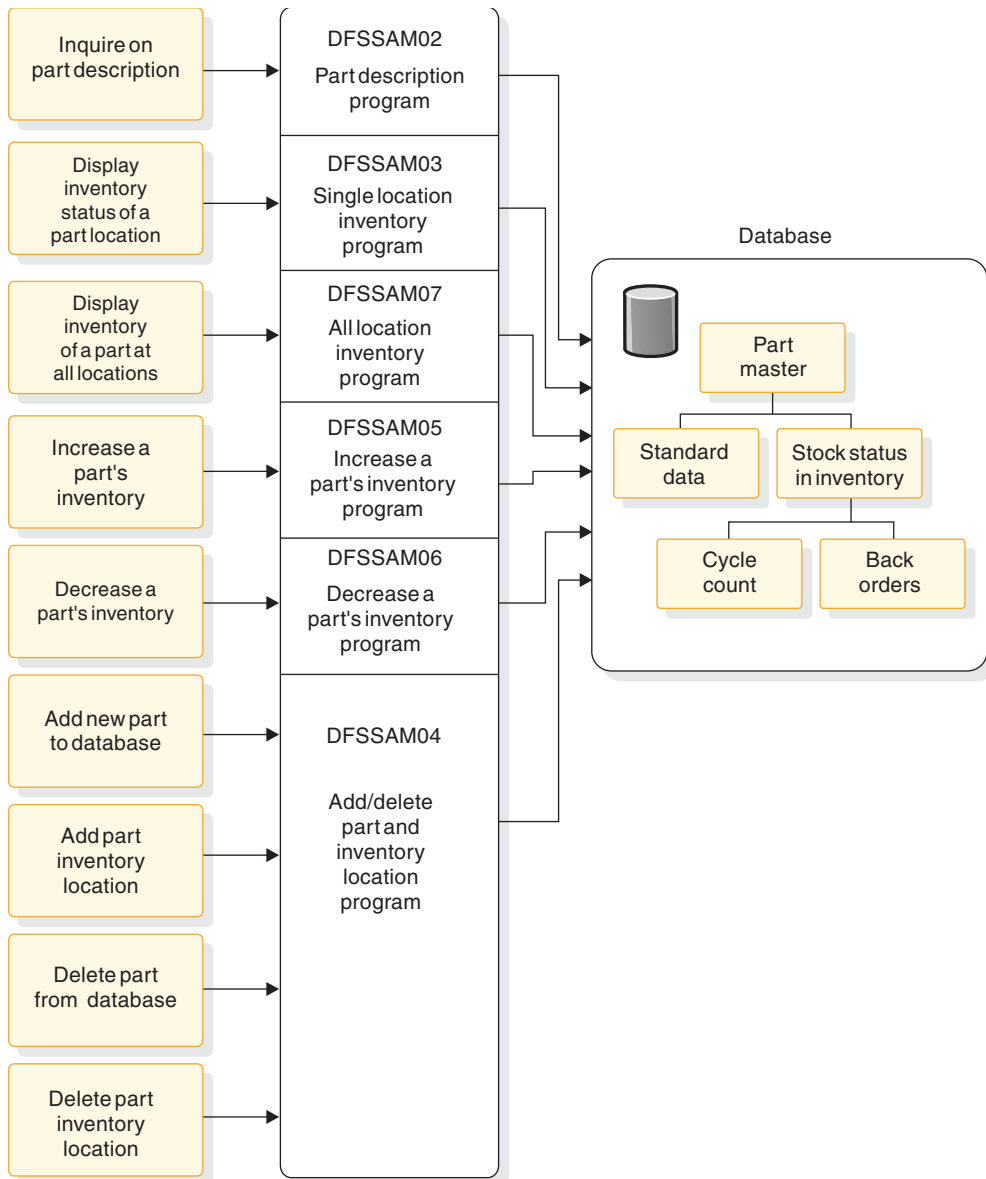 Inquire on
part description
DFSSAM02
Part description
program
Display
inventory
status of a
part location
DFSSAM03
Single location
inventory
program
Display
inventory
of a part at
all locations
DFSSAM07
All location
inventory
program
Increase a
part's
inventory
DFSSAM05
Increase a
part's inventory
program
Decrease a
part's inventory
DFSSAM06
Decrease a
part's inventory
program
Add new part
to database
Add part
inventory
location
Delete part
from database
Delete part
inventory
location
DFSSAM04
Add/delete
part and
inventory
location
program
Database
Part
master
Standard
data
Stock status
in inventory
Cycle
count
Back
orders